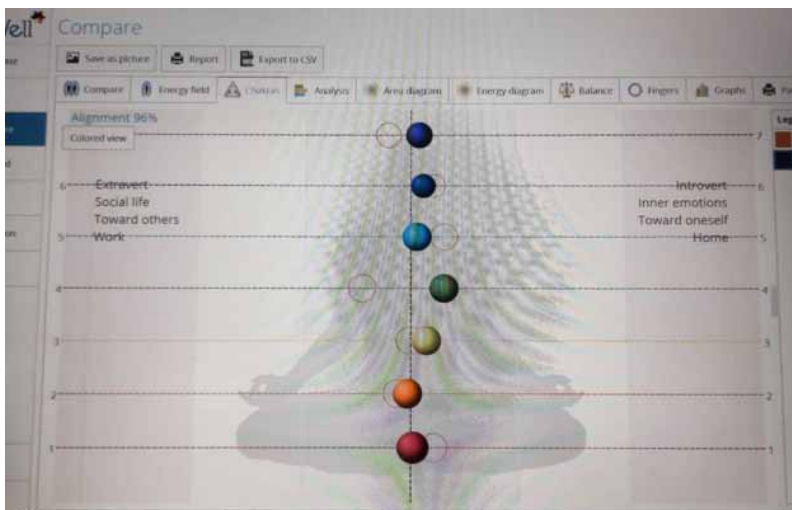 Compare
Save as picture Report Export to CSV
Compare Energy field Chakras Analysis Area diagram Energy diagram Balance Fingers Graphs
Alignment 96%
Colored view 7
6 Extravert Introvert 6
Social life Inner emotions
Toward others Toward oneself
5 Work Home 5
4 4
3 3
2 2
1 1